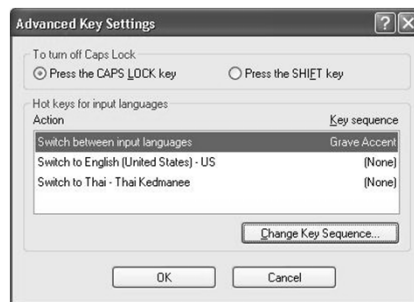 Advanced Key Settings
To turn off Caps Lock
Press the CAPS LOCK key Press the SHIFT key
Hot keys for input languages
Action Key sequence
Switch between input languages Grave Accent
Switch to English (United States) - US (None)
Switch to Thai - Thai Kedmanee (None)
Change Key Sequence...
OK Cancel